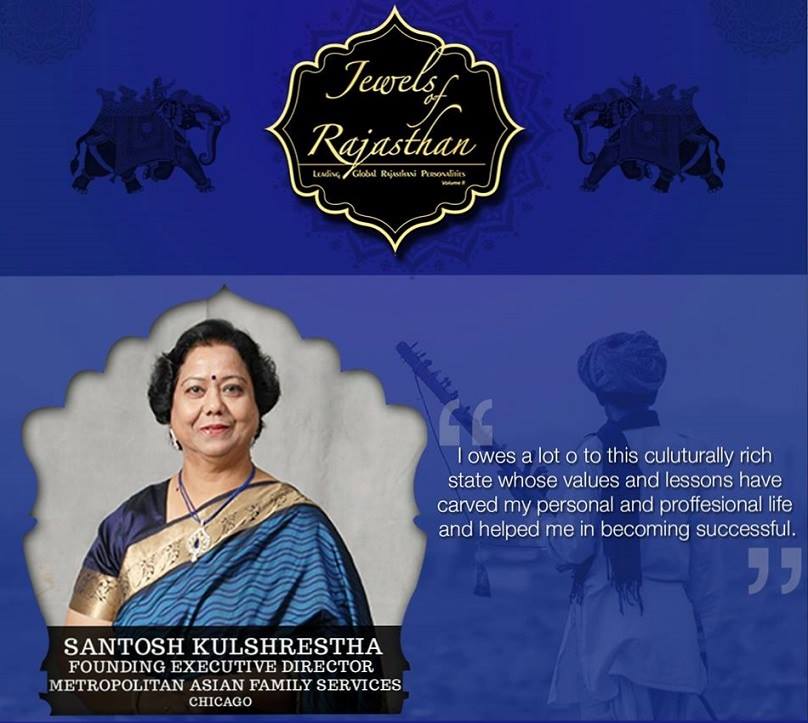 Jewels
of
Rajasthan
Leading Global Rajasthani Personalities
Volume II
“
I owes a lot o to this culuturally rich
state whose values and lessons have
carved my personal and proffesional life
and helped me in becoming successful.
”
SANTOSH KULSHRESTHA
FOUNDING EXECUTIVE DIRECTOR
METROPOLITAN ASIAN FAMILY SERVICES
CHICAGO